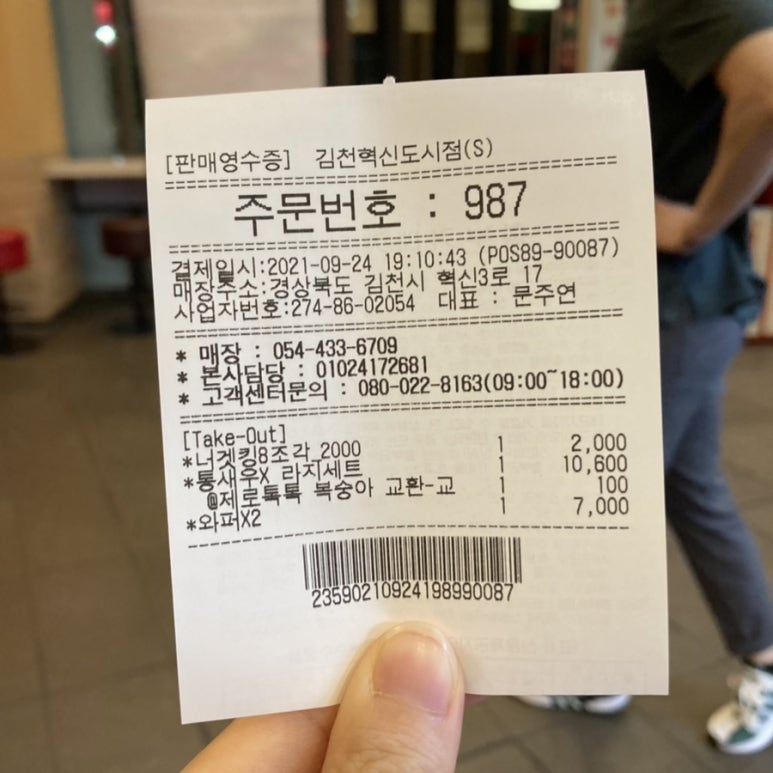 [판매영수증] 김천혁신도시점(S)
주문번호 : 987
결제일시:2021-09-24 19:10:43 (POS89-90087)
매장주소:경상북도 김천시 혁신3로 17
사업자번호:274-86-02054 대표 : 문주연
* 매장 : 054-433-6709
* 본사담당 : 01024172681
* 고객센터문의 : 080-022-8163(09:00~18:00)
[Take-Out]
*너겟킹8조각 2000 1 2,000
*통새우X 라지세트 1 10,600
@제로톡톡 복숭아 교환-교 1 100
*와퍼X2 1 7,000
23590210924198990087